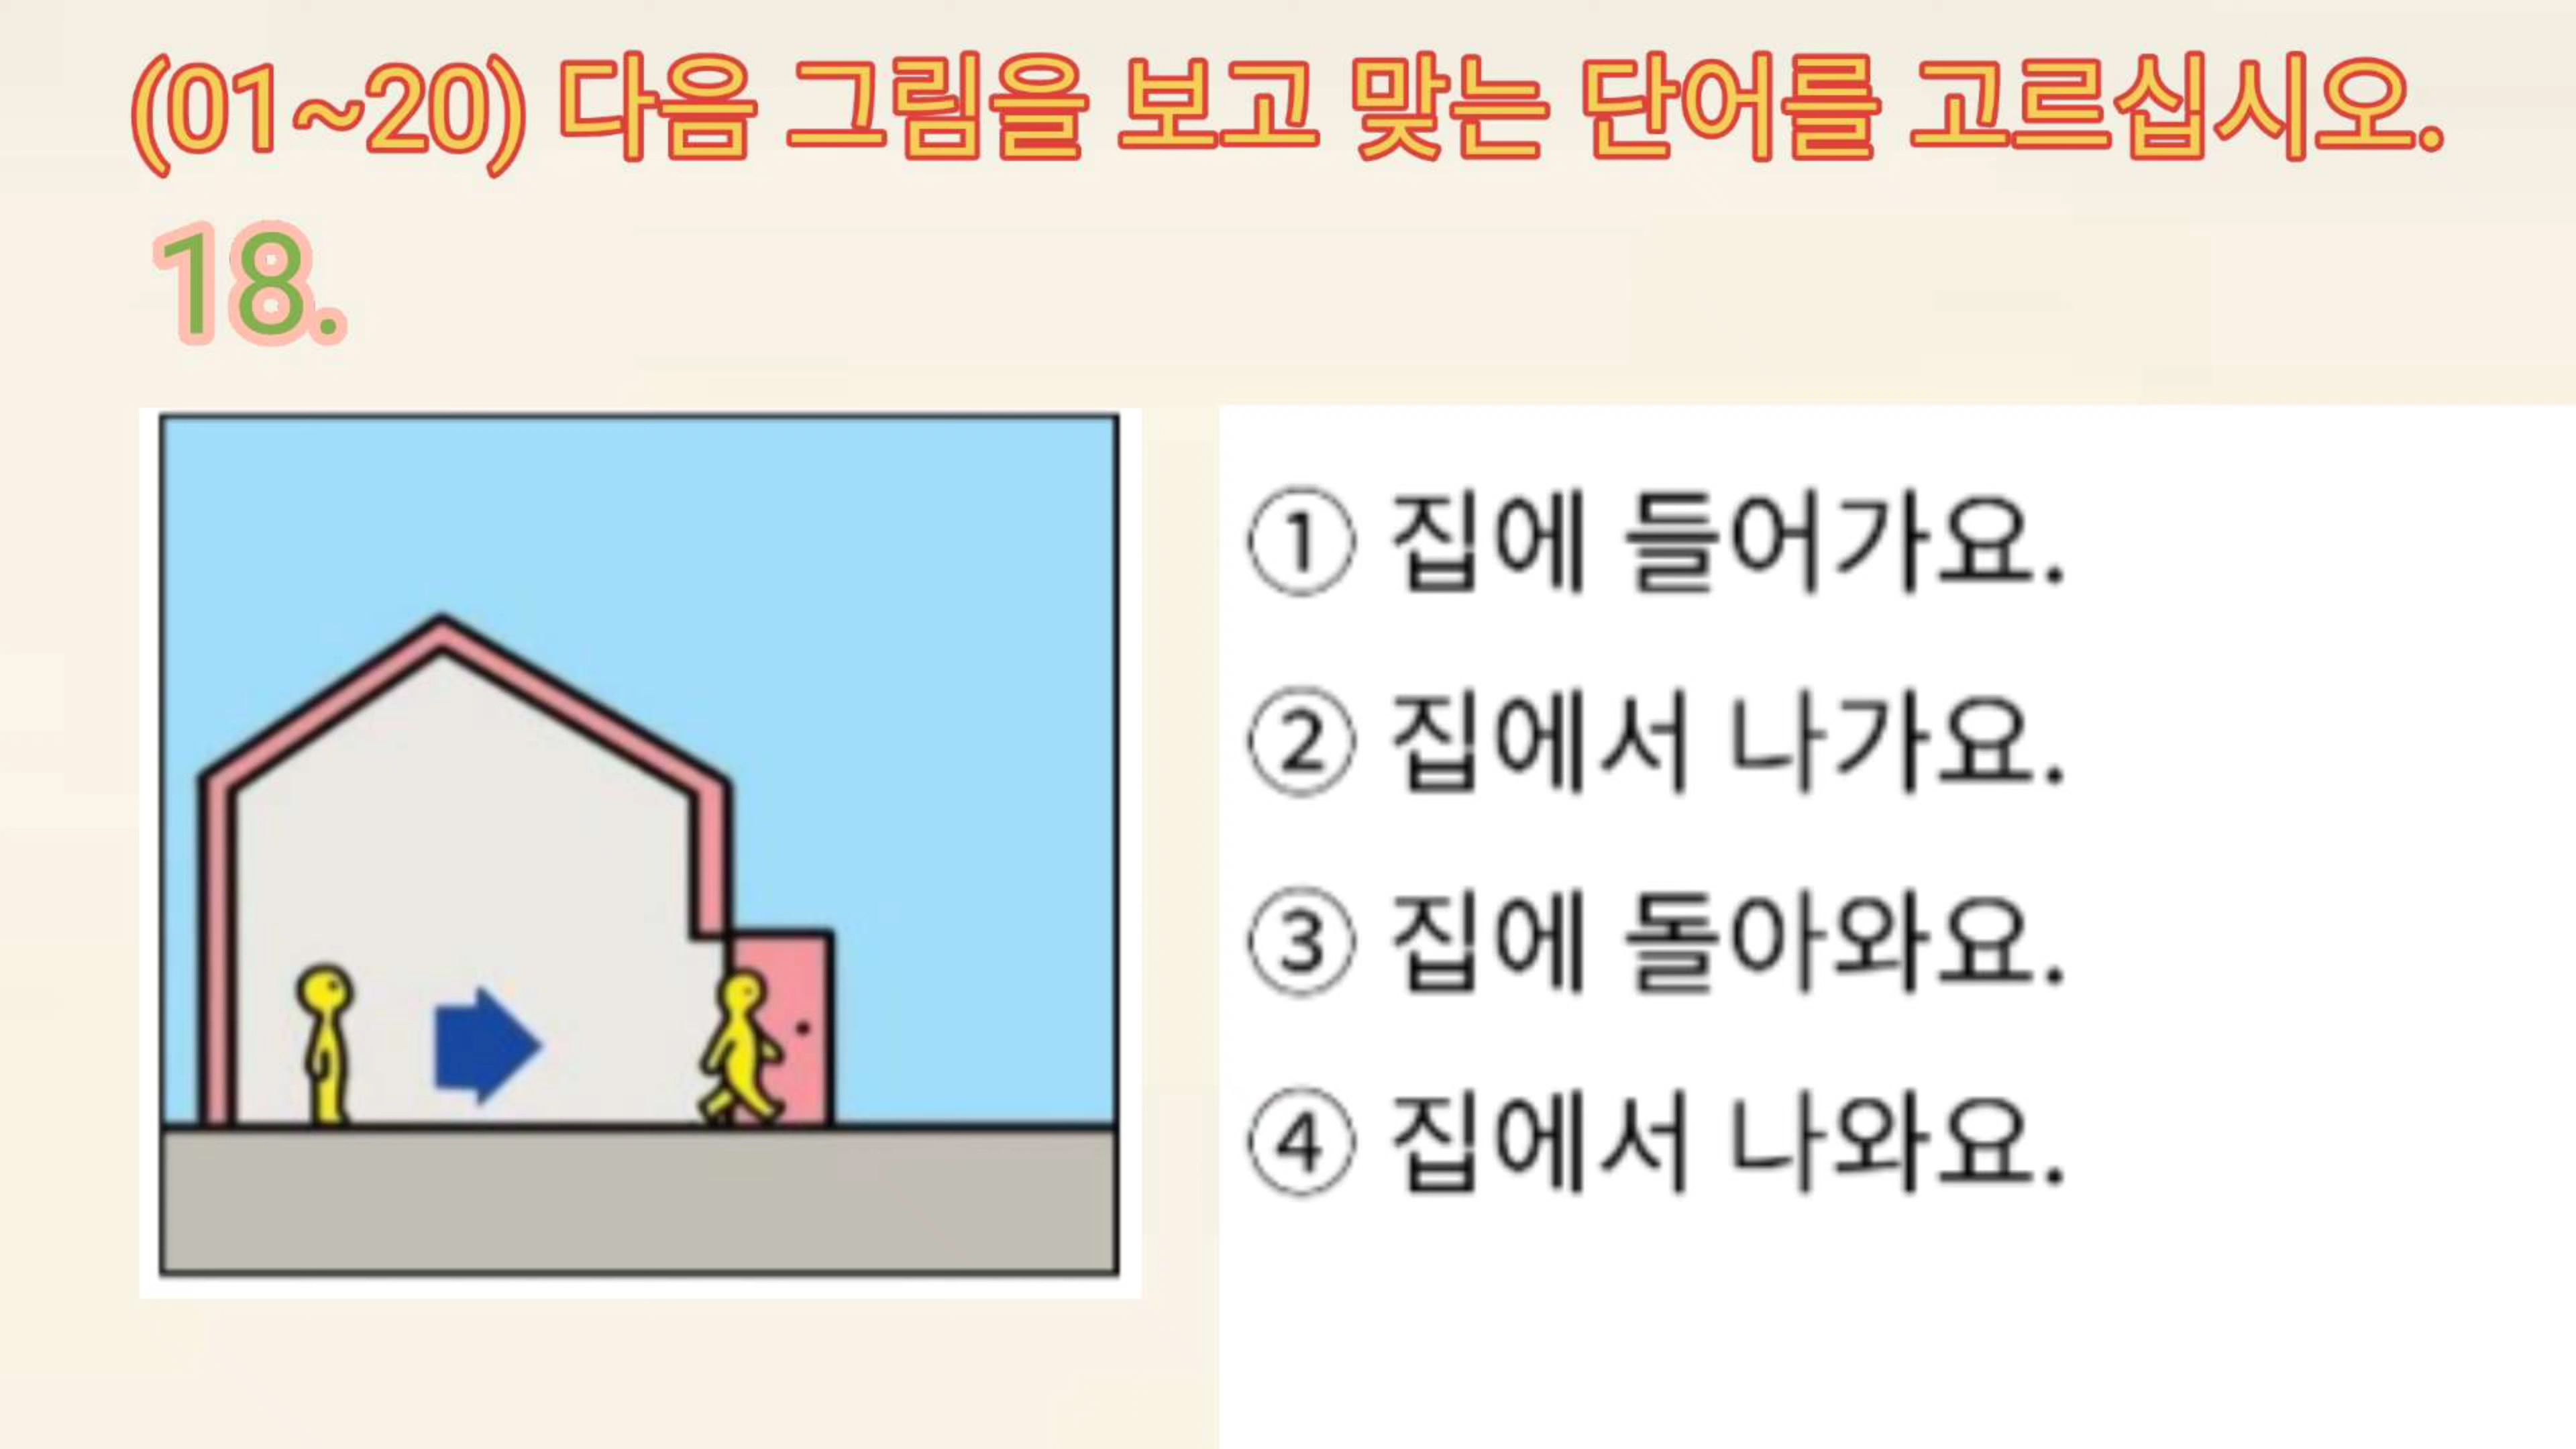 (01~20) 다음 그림을 보고 맞는 단어를 고르십시오.
18.
① 집에 들어가요.
② 집에서 나가요.
③ 집에 돌아와요.
④ 집에서 나와요.